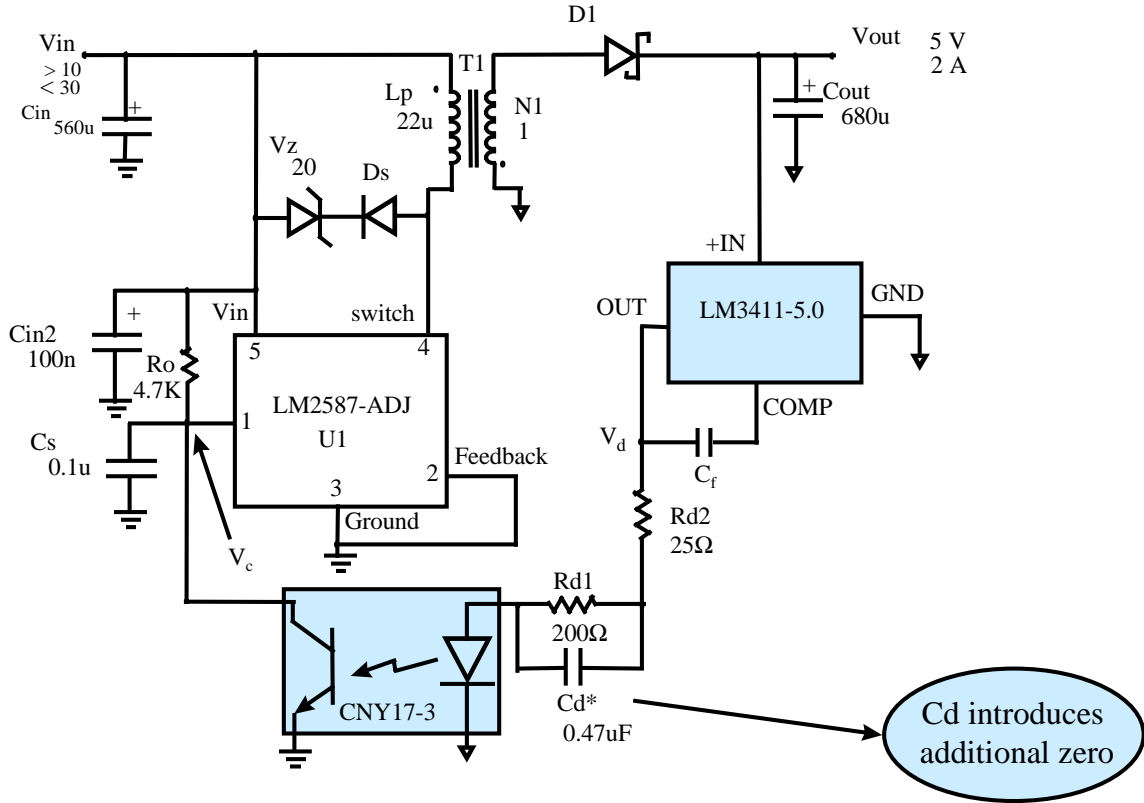 D1
Vin
> 10
< 30
Cin
560u
+
T1
Lp
22u
N1
1
Vout
5 V
2 A
+
Cout
680u
Vz
20
Ds
+IN
OUT
LM3411-5.0
GND
COMP
Cin2
100n
+
Ro
4.7K
Vin
switch
5
4
LM2587-ADJ
U1
1
2
3
Feedback
Ground
Cs
0.1u
Vc
Vd
Cf
Rd2
25Ω
Rd1
200Ω
Cd*
0.47uF
CNY17-3
Cd introduces
additional zero